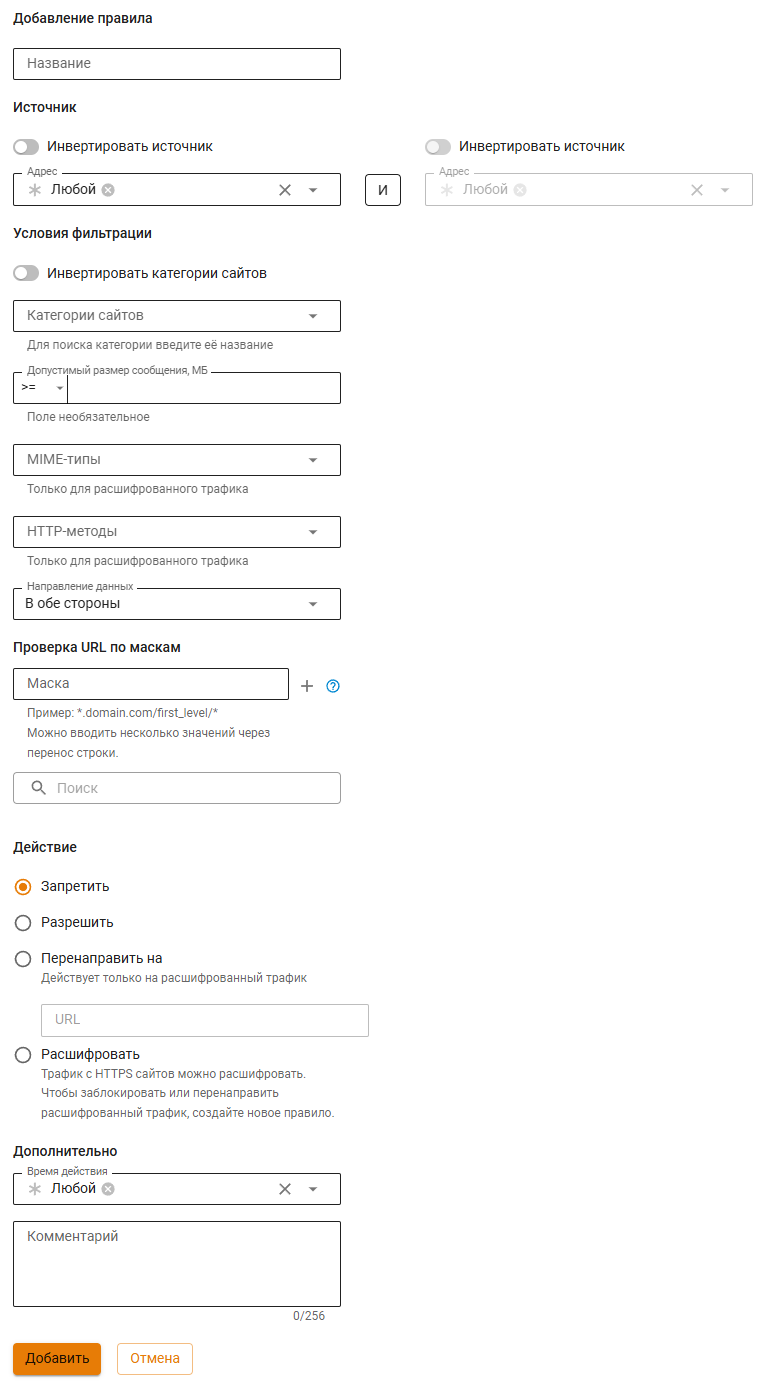 Добавление правила
Название
Источник
Инвертировать источник
Инвертировать источник
Адрес
Любой
И
Адрес
Любой
Условия фильтрации
Инвертировать категории сайтов
Категории сайтов
Для поиска категории введите её название
Допустимый размер сообщения, МБ
>=
Поле необязательное
MIME-типы
Только для расшифрованного трафика
HTTP-методы
Только для расшифрованного трафика
Направление данных
В обе стороны
Проверка URL по маскам
Маска
Пример: *.domain.com/first_level/*
Можно вводить несколько значений через
перенос строки.
Поиск
Действие
Запретить
Разрешить
Перенаправить на
Действует только на расшифрованный трафик
URL
Расшифровать
Трафик с HTTPS сайтов можно расшифровать.
Чтобы заблокировать или перенаправить
расшифрованный трафик, создайте новое правило.
Дополнительно
Время действия
Любой
Комментарий
0/256
Добавить
Отмена